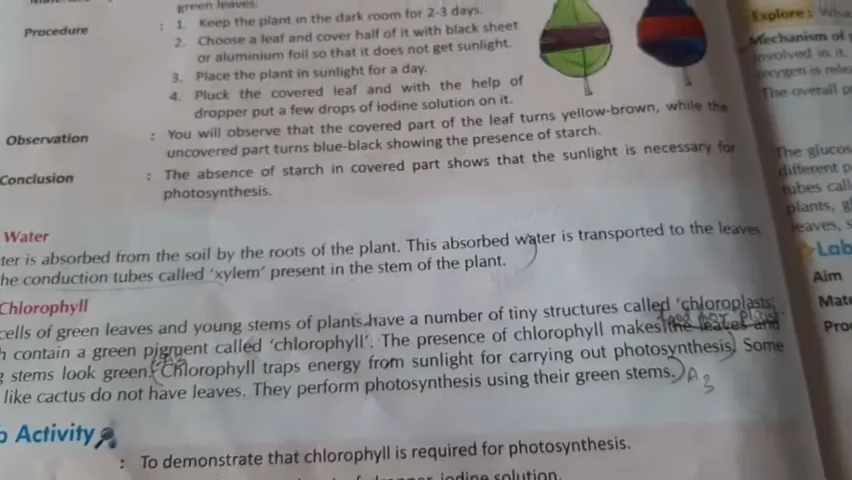 green leaves.
Procedure : 1. Keep the plant in the dark room for 2-3 days.
2. Choose a leaf and cover half of it with black sheet
or aluminium foil so that it does not get sunlight.
3. Place the plant in sunlight for a day.
4. Pluck the covered leaf and with the help of
dropper put a few drops of iodine solution on it.
Observation : You will observe that the covered part of the leaf turns yellow-brown, while the
uncovered part turns blue-black showing the presence of starch.
Conclusion : The absence of starch in covered part shows that the sunlight is necessary for
photosynthesis.
Water
ter is absorbed from the soil by the roots of the plant. This absorbed water is transported to the leaves
he conduction tubes called 'xylem' present in the stem of the plant.
Chlorophyll
cells of green leaves and young stems of plants have a number of tiny structures called 'chloroplasts,
h contain a green pigment called 'chlorophyll'. The presence of chlorophyll makes the leaves and
g stems look green. Chlorophyll traps energy from sunlight for carrying out photosynthesis. Some
like cactus do not have leaves. They perform photosynthesis using their green stems. A3
b Activity
: To demonstrate that chlorophyll is required for photosynthesis.
iodine solution.
Explore :
Mechanism of
involved in it.
oxygen is rele
The overall p
The glucos
different p
tubes call
plants, gl
leaves, s
Lab
Aim
Mate
Pro